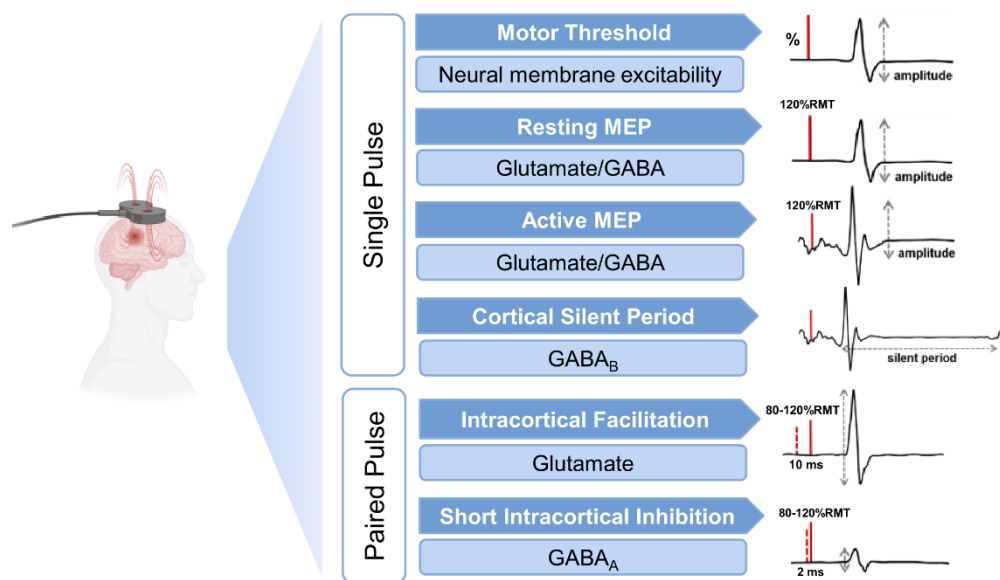 Single Pulse
Motor Threshold
Neural membrane excitability
%
amplitude
Resting MEP
Glutamate/GABA
120%RMT
amplitude
Active MEP
Glutamate/GABA
120%RMT
amplitude
Cortical Silent Period
GABA_B
silent period
Paired Pulse
Intracortical Facilitation
Glutamate
80-120%RMT
10 ms
Short Intracortical Inhibition
GABA_A
80-120%RMT
2 ms